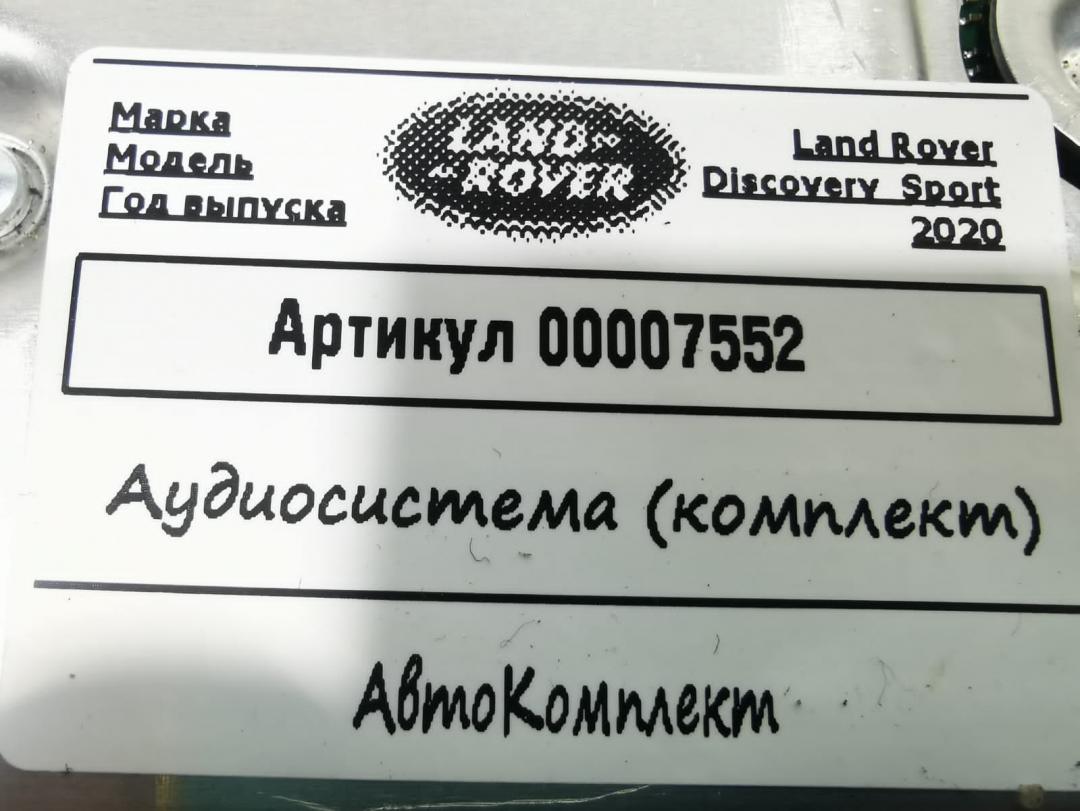 Марка
Модель
Год выпуска
LAND-
-ROVER
Land Rover
Discovery Sport
2020
Артикул 00007552
Аудиосистема (комплект)
АвтоКомплект